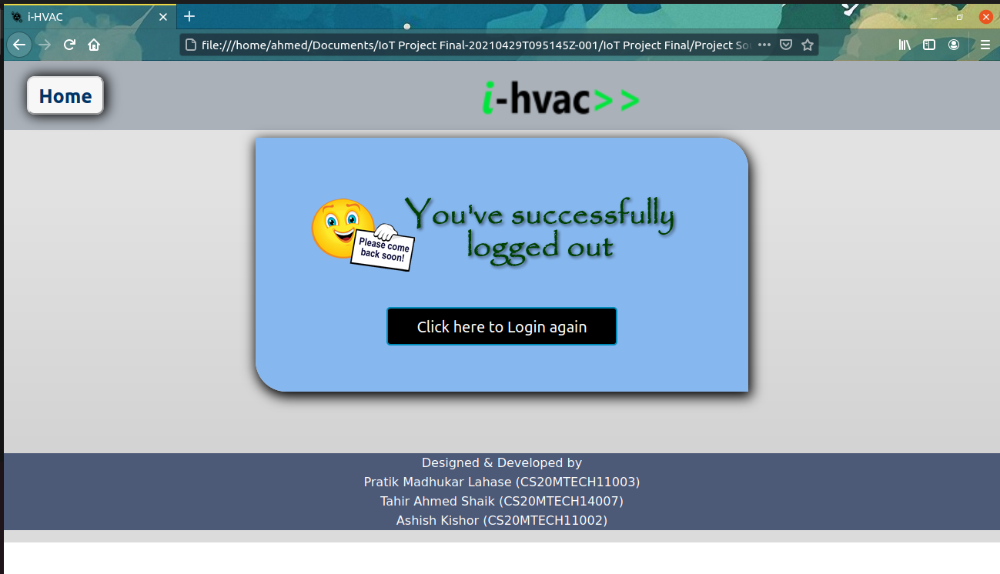 i-HVAC
file:///home/ahmed/Documents/IoT Project Final-20210429T095145Z-001/IoT Project Final/Project
Home
i-hvac>>
You've successfully
logged out
Please come
back soon!
Click here to Login again
Designed & Developed by
Pratik Madhukar Lahase (CS20MTECH11003)
Tahir Ahmed Shaik (CS20MTECH14007)
Ashish Kishor (CS20MTECH11002)